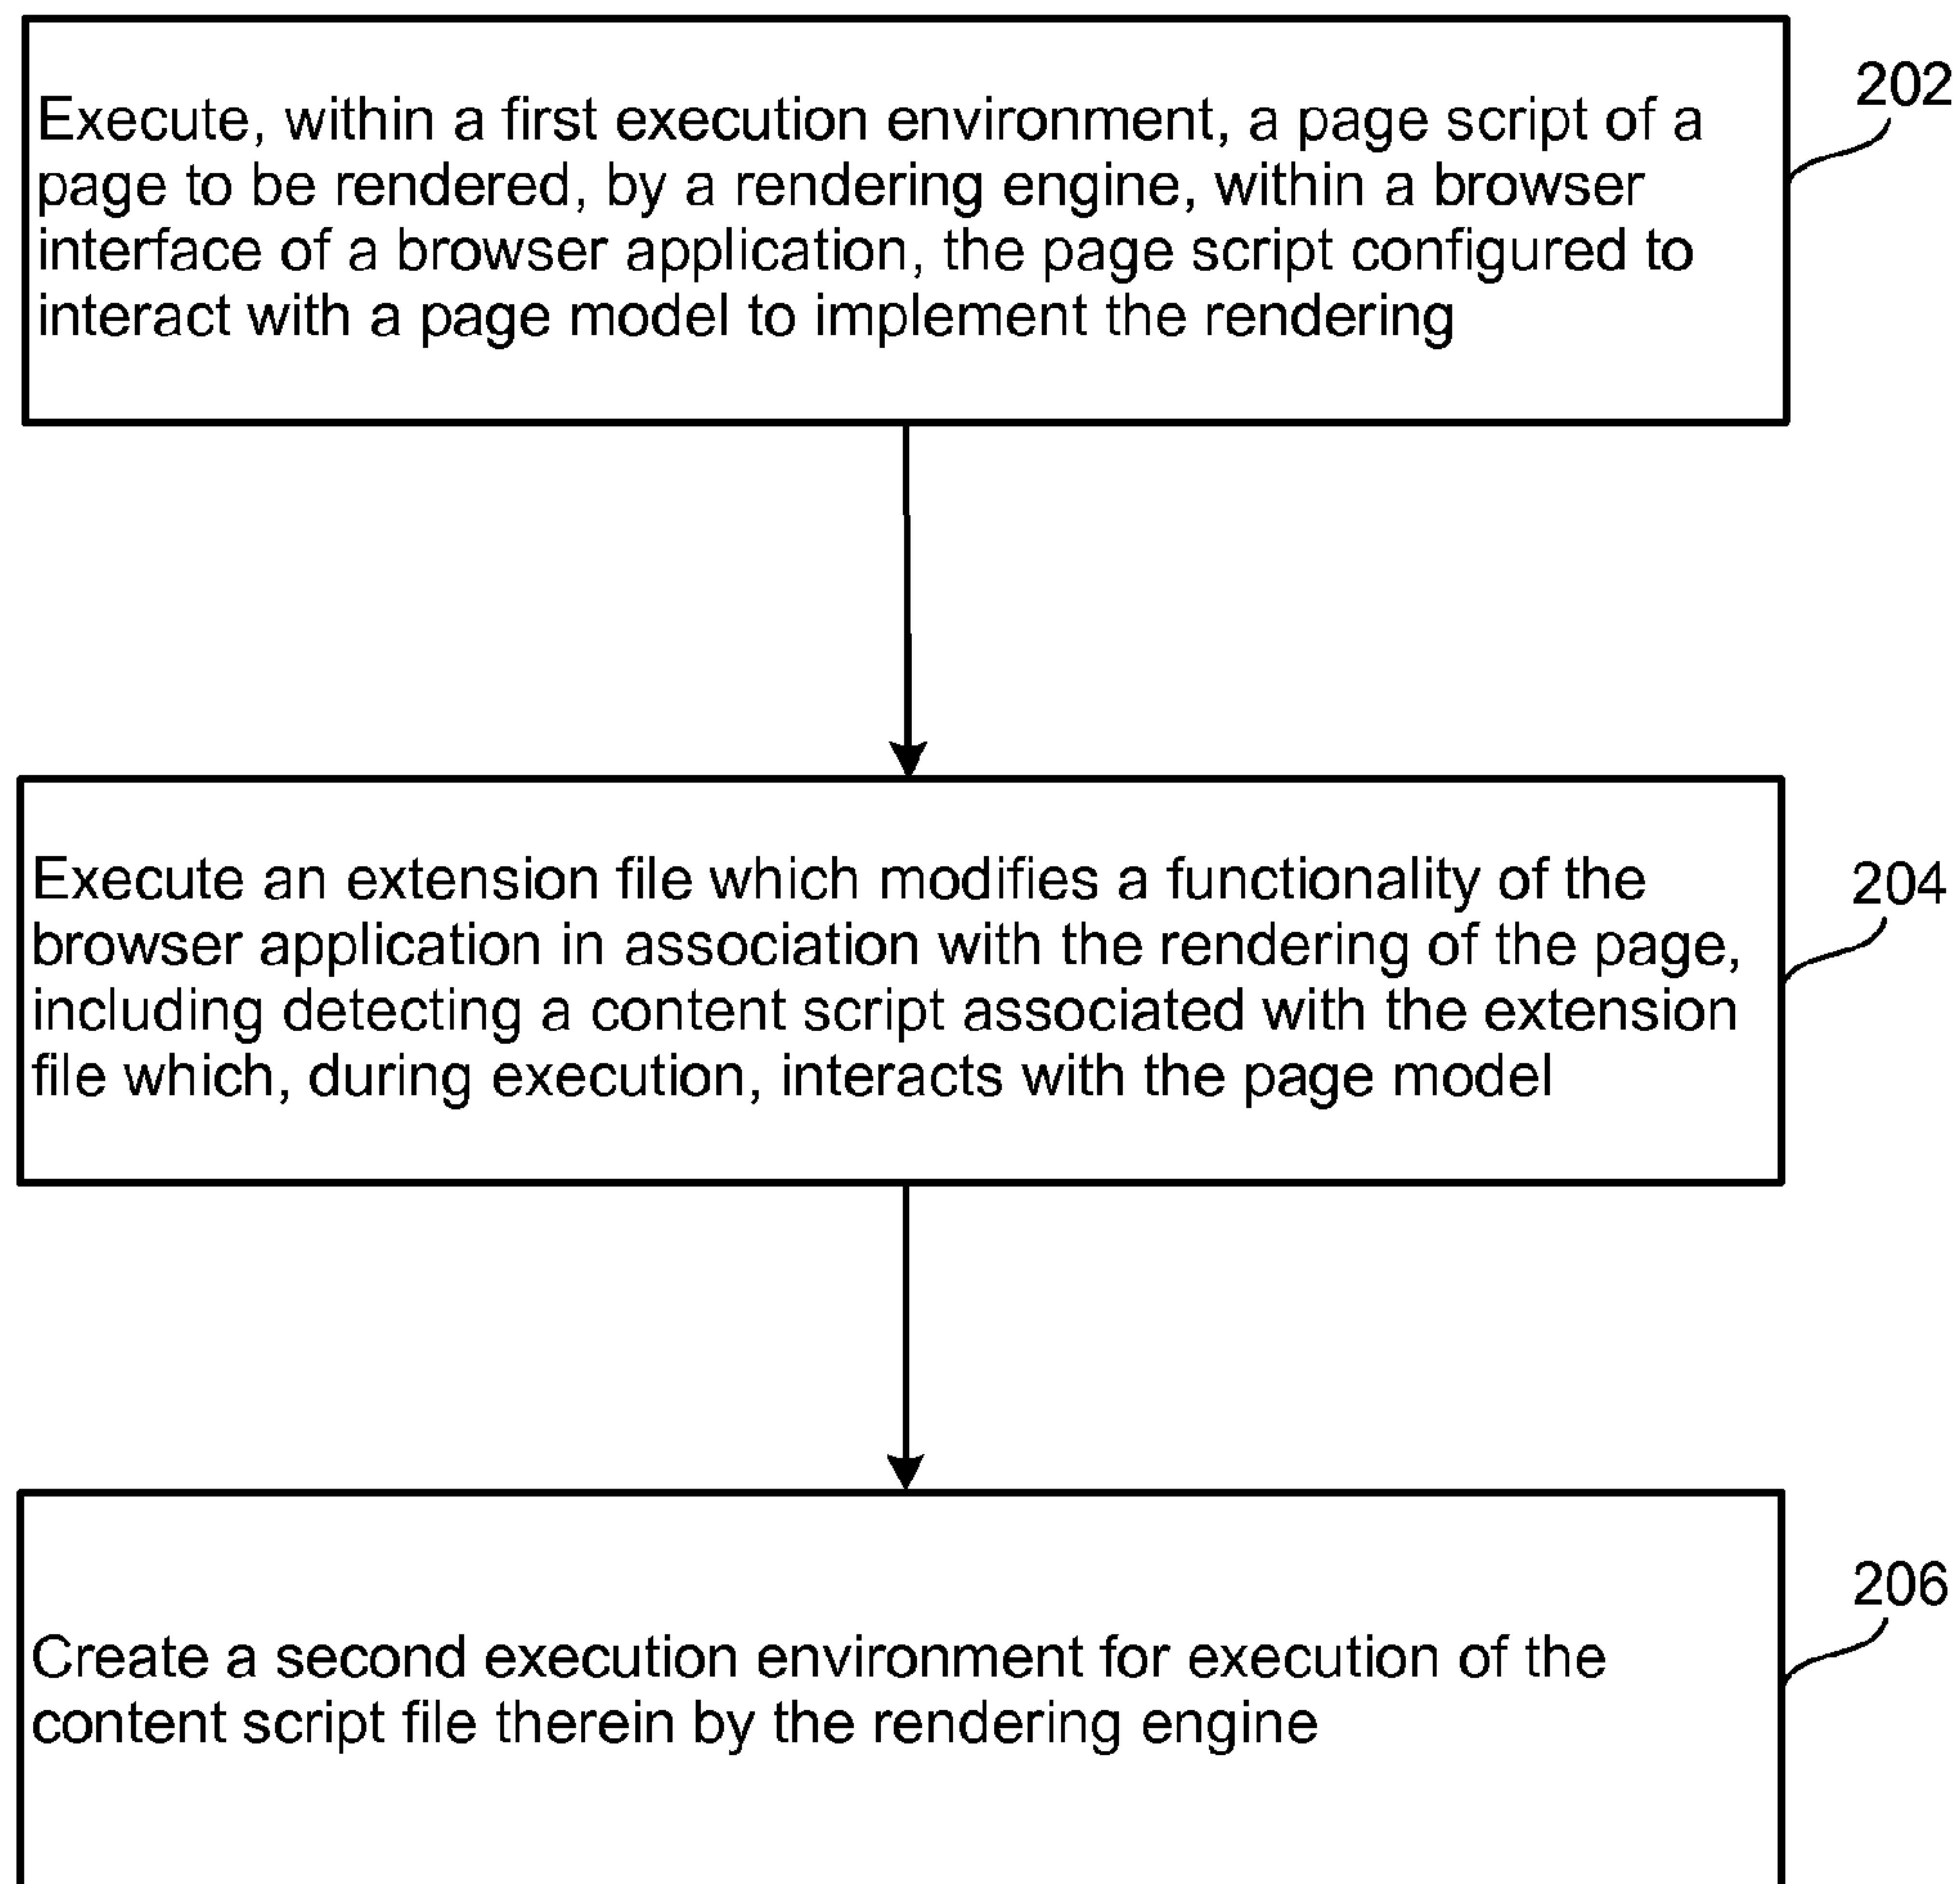 202
Execute, within a first execution environment, a page script of a
page to be rendered, by a rendering engine, within a browser
interface of a browser application, the page script configured to
interact with a page model to implement the rendering
204
Execute an extension file which modifies a functionality of the
browser application in association with the rendering of the page,
including detecting a content script associated with the extension
file which, during execution, interacts with the page model
206
Create a second execution environment for execution of the
content script file therein by the rendering engine